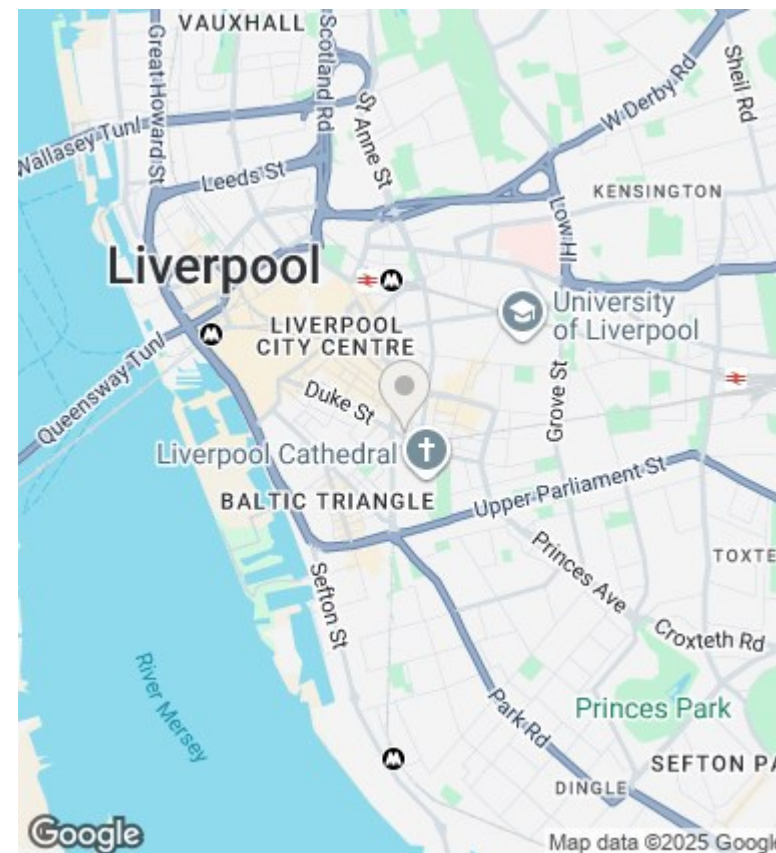 VAUXHALL
Great Howard St
Scotland Rd
St Anne St
W Derby Rd
Sheil Rd
Wallasey Tunl
Leeds St
KENSINGTON
Low Hl
Liverpool
LIVERPOOL
CITY CENTRE
University
of Liverpool
Queensway Tunl
Duke St
Grove St
Liverpool Cathedral
BALTIC TRIANGLE
Upper Parliament St
Sefton St
Princes Ave
TOXTE
Croxteth Rd
River Mersey
Park Rd
Princes Park
SEFTON PA
DINGLE
Google
Map data ©2025 Google